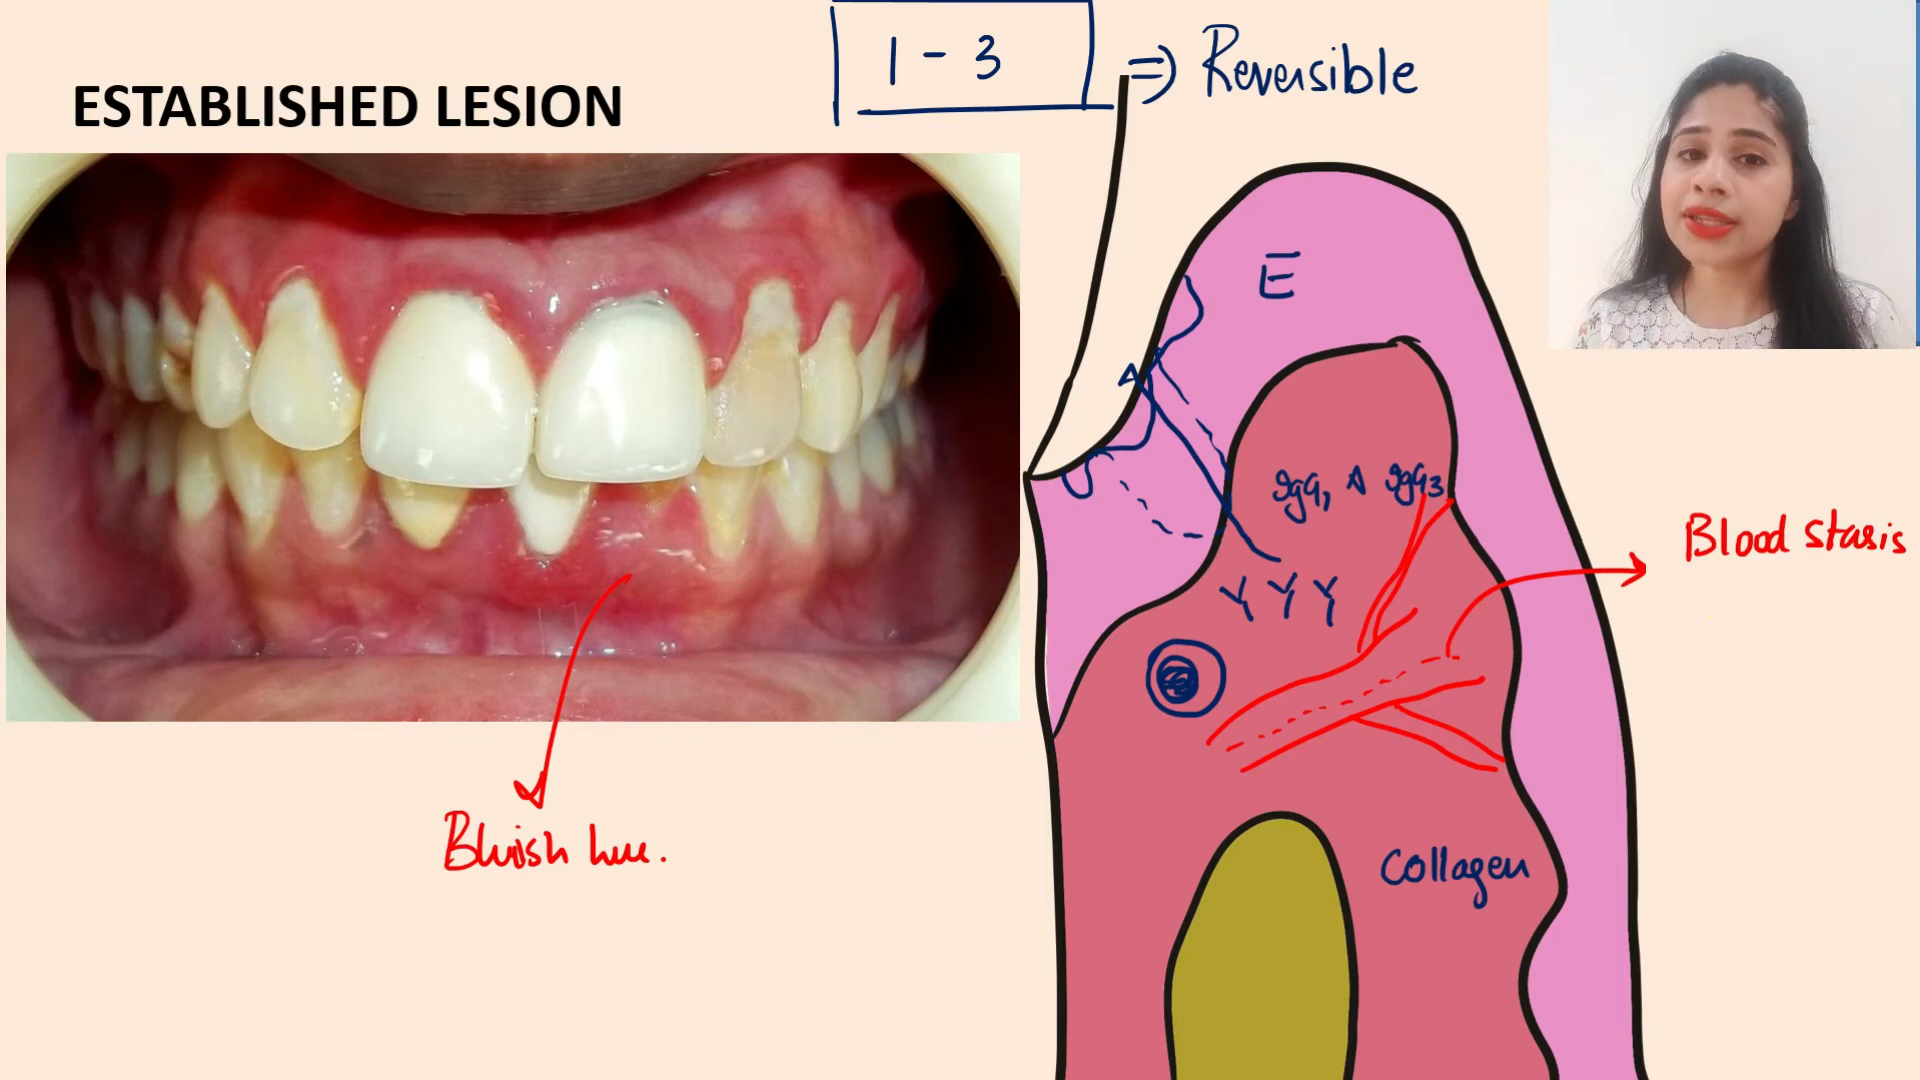 1 - 3
=> Reversible
ESTABLISHED LESION
E
IgG1 & IgG3
Blood stasis
Y Y Y
Bluish hue.
Collagen